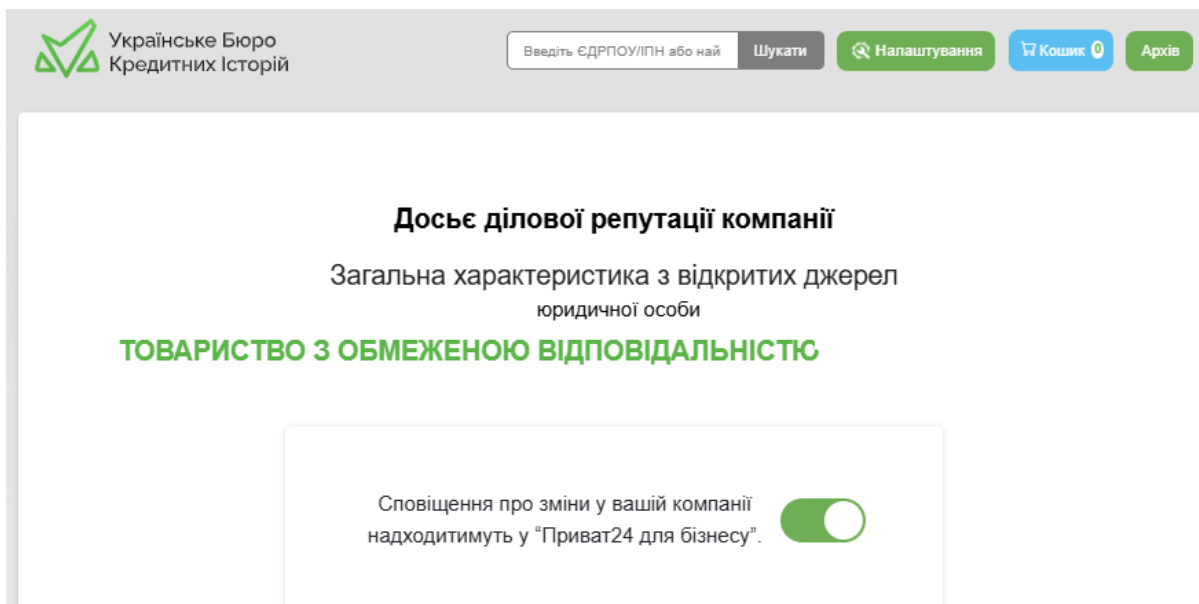 Українське Бюро
Кредитних Історій
Введіть ЄДРПОУ/ІПН або най
Шукати
Налаштування
Кошик 0
Архів
Досьє ділової репутації компанії
Загальна характеристика з відкритих джерел
юридичної особи
ТОВАРИСТВО З ОБМЕЖЕНОЮ ВІДПОВІДАЛЬНІСТЮ
Сповіщення про зміни у вашій компанії
надходитимуть у “Приват24 для бізнесу”.